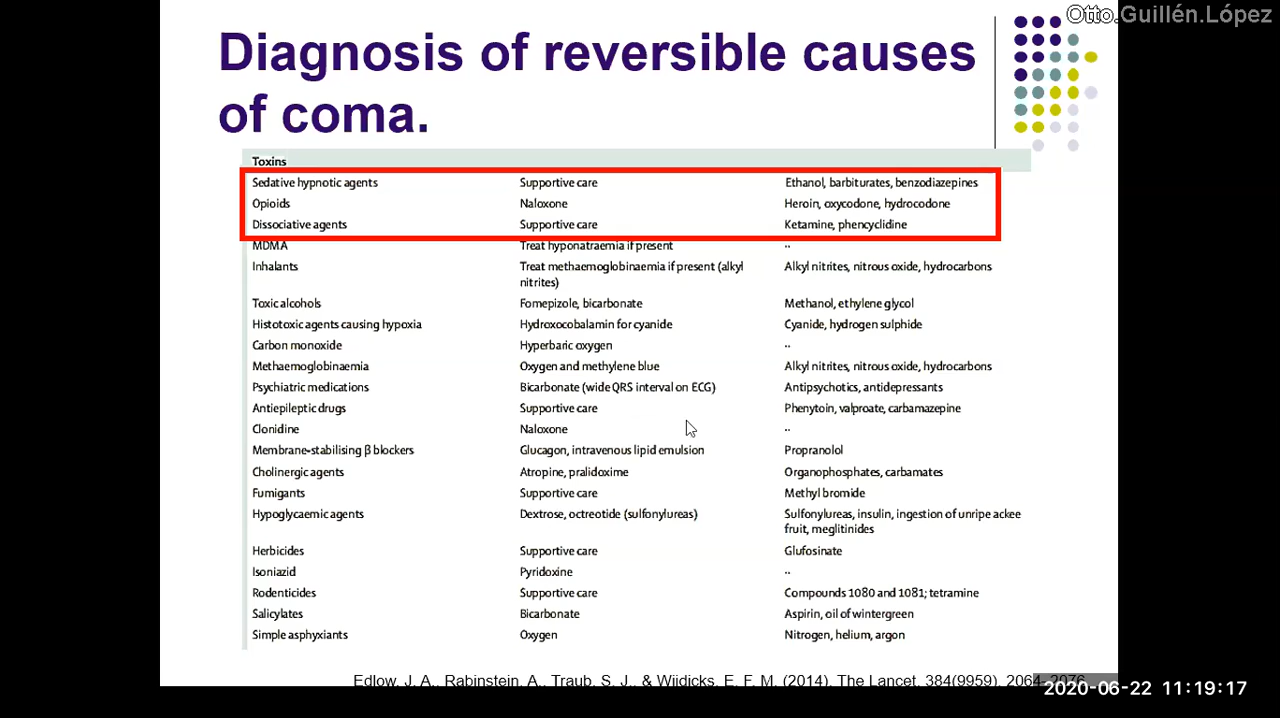 Otto.Guillén.López
Diagnosis of reversible causes
of coma.
Toxins
Sedative hypnotic agents Supportive care Ethanol, barbiturates, benzodiazepines
Opioids Naloxone Heroin, oxycodone, hydrocodone
Dissociative agents Supportive care Ketamine, phencyclidine
MDMA Treat hyponatraemia if present ..
Inhalants Treat methaemoglobinaemia if present (alkyl Alkyl nitrites, nitrous oxide, hydrocarbons
nitrites)
Toxic alcohols Fomepizole, bicarbonate Methanol, ethylene glycol
Histotoxic agents causing hypoxia Hydroxocobalamin for cyanide Cyanide, hydrogen sulphide
Carbon monoxide Hyperbaric oxygen ..
Methaemoglobinaemia Oxygen and methylene blue Alkyl nitrites, nitrous oxide, hydrocarbons
Psychiatric medications Bicarbonate (wide QRS interval on ECG) Antipsychotics, antidepressants
Antiepileptic drugs Supportive care Phenytoin, valproate, carbamazepine
Clonidine Naloxone ..
Membrane-stabilising β blockers Glucagon, intravenous lipid emulsion Propranolol
Cholinergic agents Atropine, pralidoxime Organophosphates, carbamates
Fumigants Supportive care Methyl bromide
Hypoglycaemic agents Dextrose, octreotide (sulfonylureas) Sulfonylureas, insulin, ingestion of unripe ackee
fruit, meglitinides
Herbicides Supportive care Glufosinate
Isoniazid Pyridoxine ..
Rodenticides Supportive care Compounds 1080 and 1081; tetramine
Salicylates Bicarbonate Aspirin, oil of wintergreen
Simple asphyxiants Oxygen Nitrogen, helium, argon
Edlow, J. A., Rabinstein, A., Traub, S. J., & Wijdicks, E. F. M. (2014). The Lancet, 384(9959), 2064-2076
2020-06-22 11:19:17